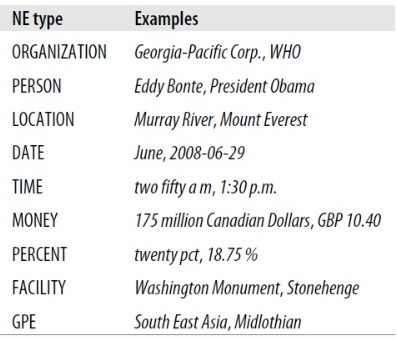 NE type Examples
ORGANIZATION Georgia-Pacific Corp., WHO
PERSON Eddy Bonte, President Obama
LOCATION Murray River, Mount Everest
DATE June, 2008-06-29
TIME two fifty a m, 1:30 p.m.
MONEY 175 million Canadian Dollars, GBP 10.40
PERCENT twenty pct, 18.75 %
FACILITY Washington Monument, Stonehenge
GPE South East Asia, Midlothian